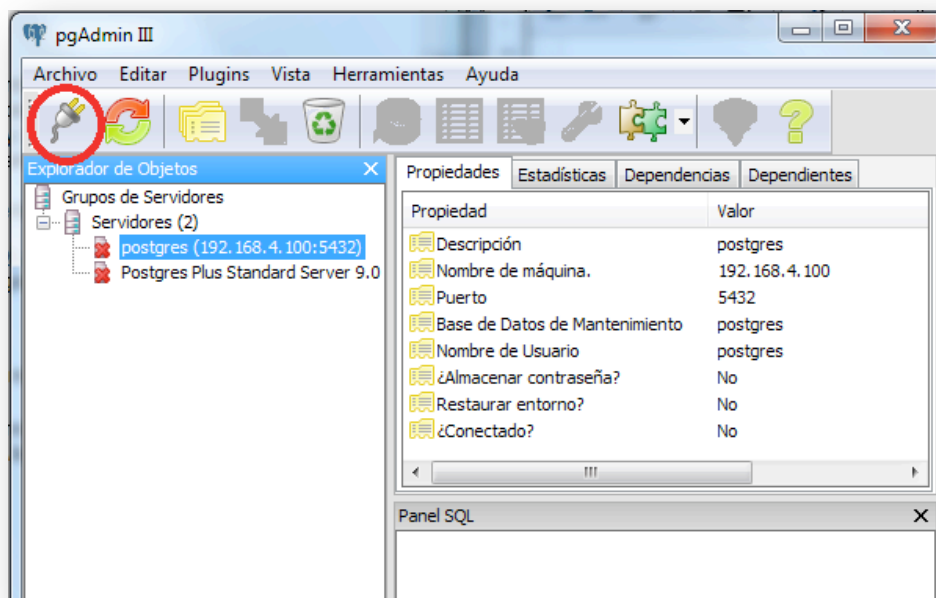 pgAdmin III
Archivo Editar Plugins Vista Herramientas Ayuda
Explorador de Objetos
Grupos de Servidores
Servidores (2)
postgres (192.168.4.100:5432)
Postgres Plus Standard Server 9.0
Propiedades Estadísticas Dependencias Dependientes
Propiedad Valor
Descripción postgres
Nombre de máquina. 192.168.4.100
Puerto 5432
Base de Datos de Mantenimiento postgres
Nombre de Usuario postgres
¿Almacenar contraseña? No
Restaurar entorno? No
¿Conectado? No
Panel SQL